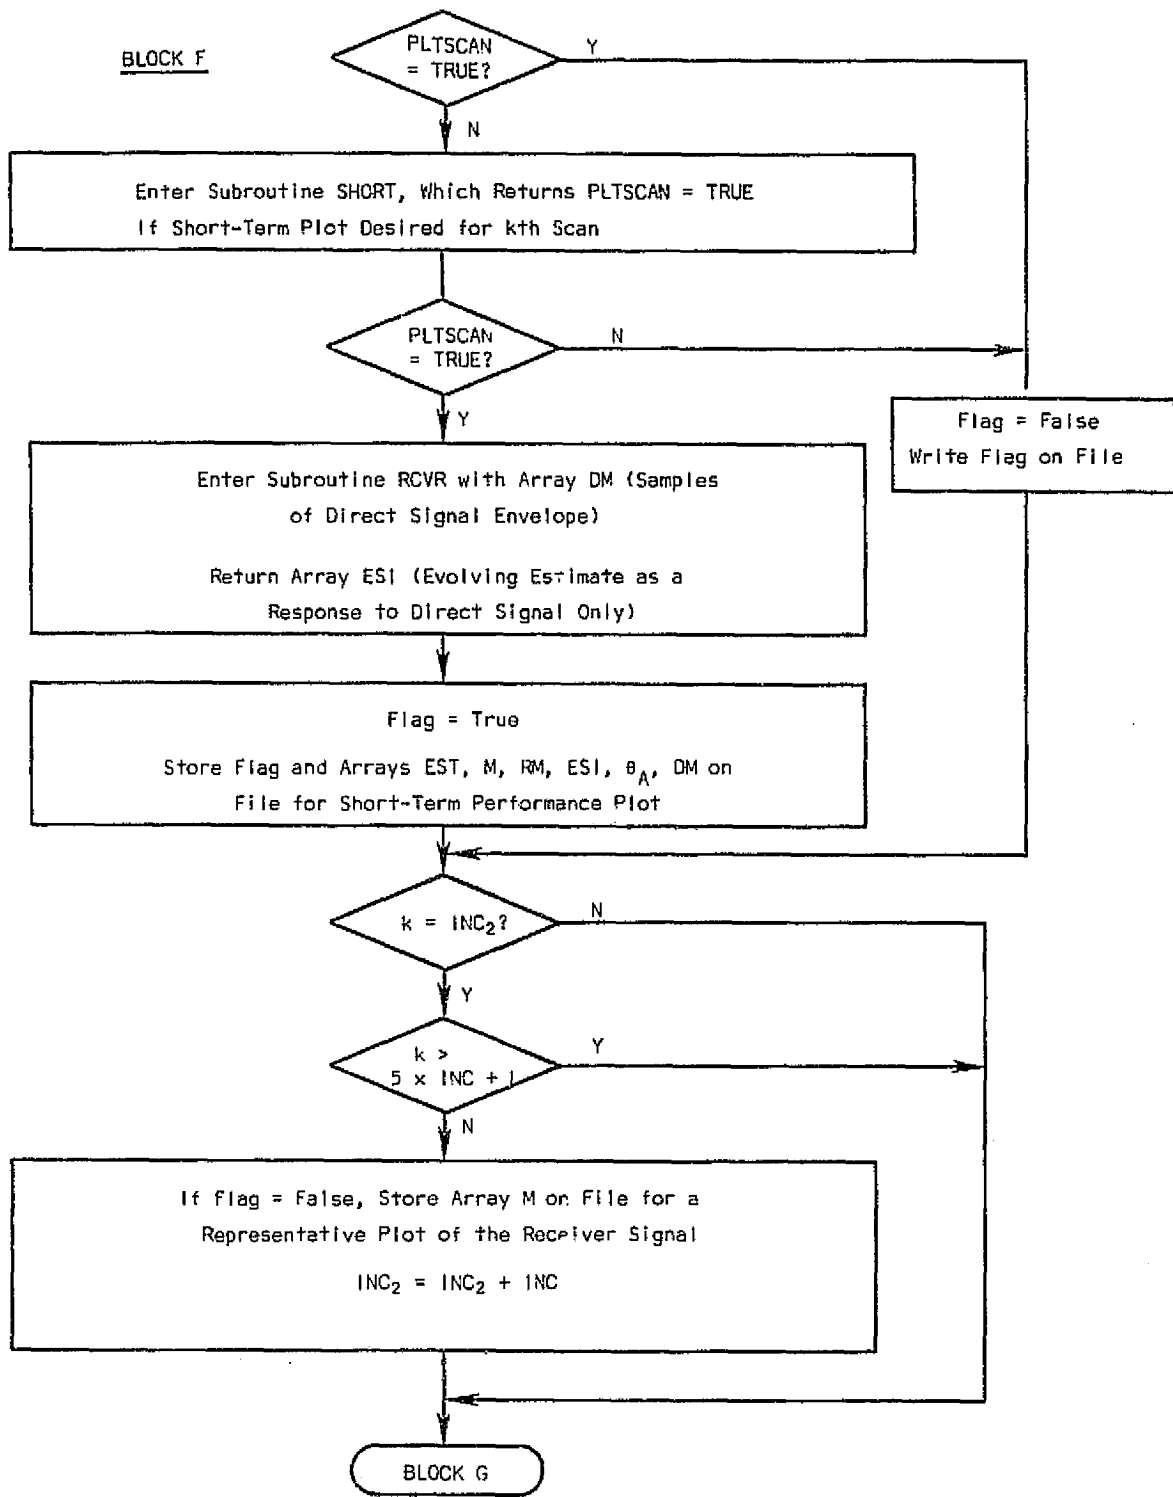 BLOCK F
PLTSCAN
= TRUE?
Y
N
Enter Subroutine SHORT, Which Returns PLTSCAN = TRUE
If Short-Term Plot Desired for kth Scan
PLTSCAN
= TRUE?
N
Y
Flag = False
Write Flag on File
Enter Subroutine RCVR with Array DM (Samples
of Direct Signal Envelope)
Return Array ESI (Evolving Estimate as a
Response to Direct Signal Only)
Flag = True
Store Flag and Arrays EST, M, RM, ESI, θ_A, DM on
File for Short-Term Performance Plot
k = INC₂?
N
Y
k >
5 × INC + 1
Y
N
If Flag = False, Store Array M on File for a
Representative Plot of the Receiver Signal
INC₂ = INC₂ + INC
BLOCK G